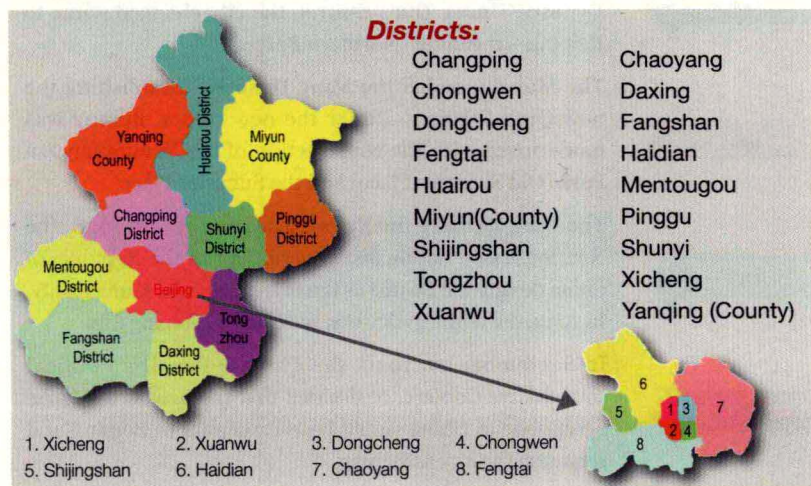 Districts:
Changping Chaoyang
Chongwen Daxing
Dongcheng Fangshan
Fengtai Haidian
Huairou Mentougou
Miyun(County) Pinggu
Shijingshan Shunyi
Tongzhou Xicheng
Xuanwu Yanqing (County)
Yanqing
County
Huairou District
Miyun
County
Changping
District
Shunyi
District
Pinggu
District
Mentougou
District
Beijing
Tong
zhou
Fangshan
District
Daxing
District
6
5 1 3 7
2 4
8
1. Xicheng 2. Xuanwu 3. Dongcheng 4. Chongwen
5. Shijingshan 6. Haidian 7. Chaoyang 8. Fengtai